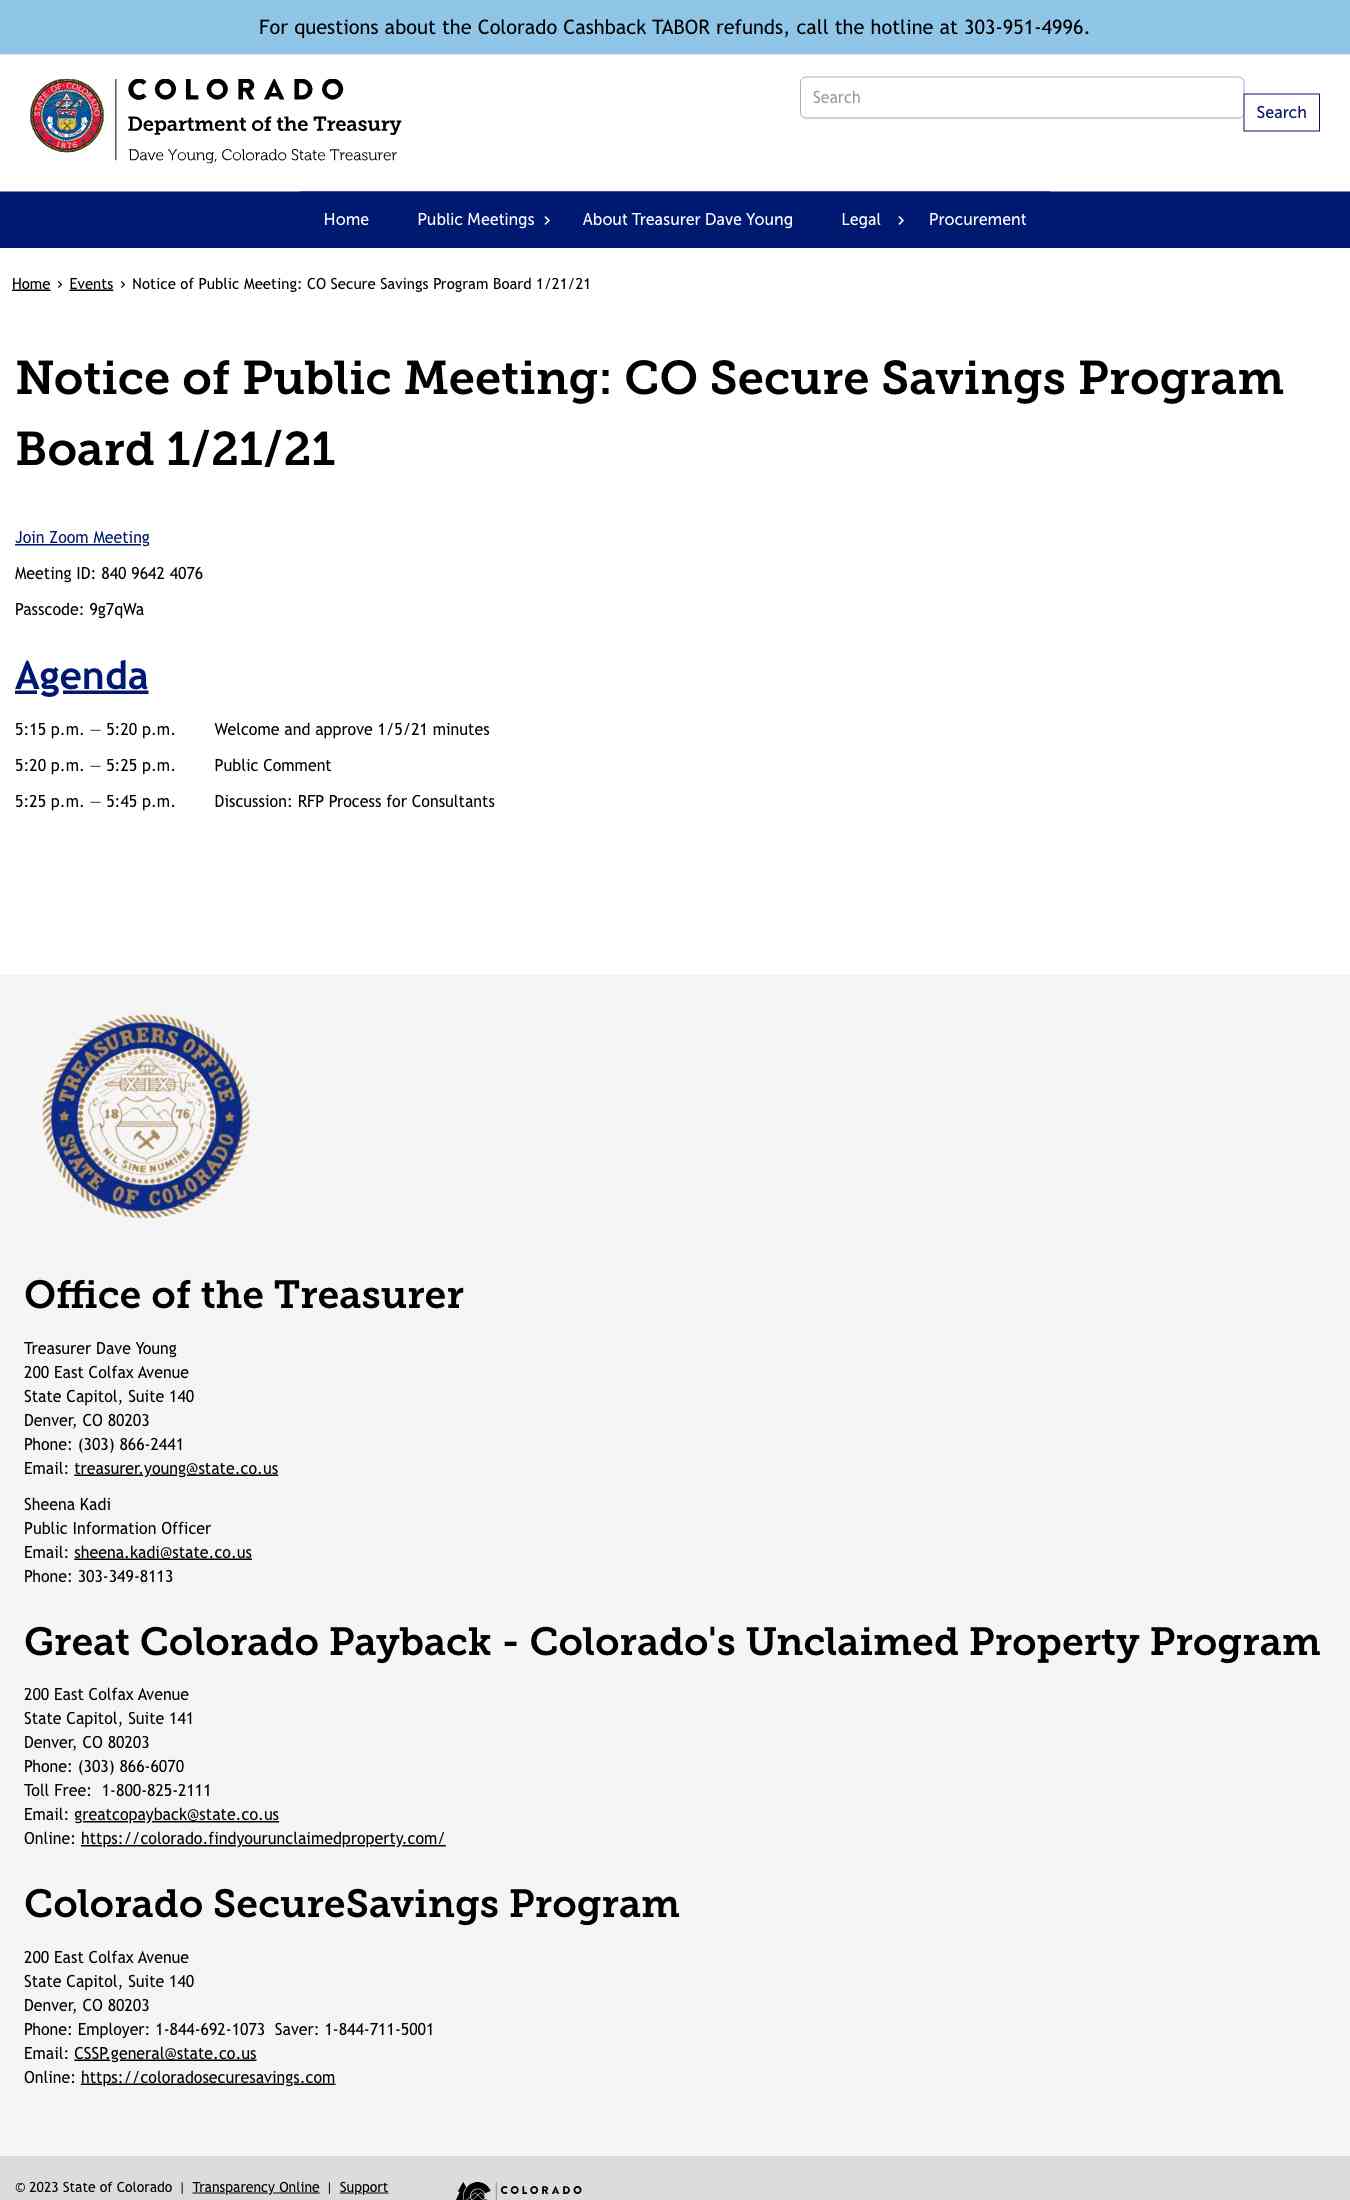 For questions about the Colorado Cashback TABOR refunds, call the hotline at 303-951-4996.
STATE OF COLORADO
1876
COLORADO
Department of the Treasury
Dave Young, Colorado State Treasurer
Search
Search
Home Public Meetings › About Treasurer Dave Young Legal › Procurement
Home › Events › Notice of Public Meeting: CO Secure Savings Program Board 1/21/21
Notice of Public Meeting: CO Secure Savings Program
Board 1/21/21
Join Zoom Meeting
Meeting ID: 840 9642 4076
Passcode: 9g7qWa
Agenda
5:15 p.m. – 5:20 p.m. Welcome and approve 1/5/21 minutes
5:20 p.m. – 5:25 p.m. Public Comment
5:25 p.m. – 5:45 p.m. Discussion: RFP Process for Consultants
TREASURERS OFFICE
18 76
NIL SINE NUMINE
STATE OF COLORADO
Office of the Treasurer
Treasurer Dave Young
200 East Colfax Avenue
State Capitol, Suite 140
Denver, CO 80203
Phone: (303) 866-2441
Email: treasurer.young@state.co.us
Sheena Kadi
Public Information Officer
Email: sheena.kadi@state.co.us
Phone: 303-349-8113
Great Colorado Payback - Colorado's Unclaimed Property Program
200 East Colfax Avenue
State Capitol, Suite 141
Denver, CO 80203
Phone: (303) 866-6070
Toll Free:  1-800-825-2111
Email: greatcopayback@state.co.us
Online: https://colorado.findyourunclaimedproperty.com/
Colorado SecureSavings Program
200 East Colfax Avenue
State Capitol, Suite 140
Denver, CO 80203
Phone: Employer: 1-844-692-1073  Saver: 1-844-711-5001
Email: CSSP.general@state.co.us
Online: https://coloradosecuresavings.com
© 2023 State of Colorado | Transparency Online | Support
COLORADO